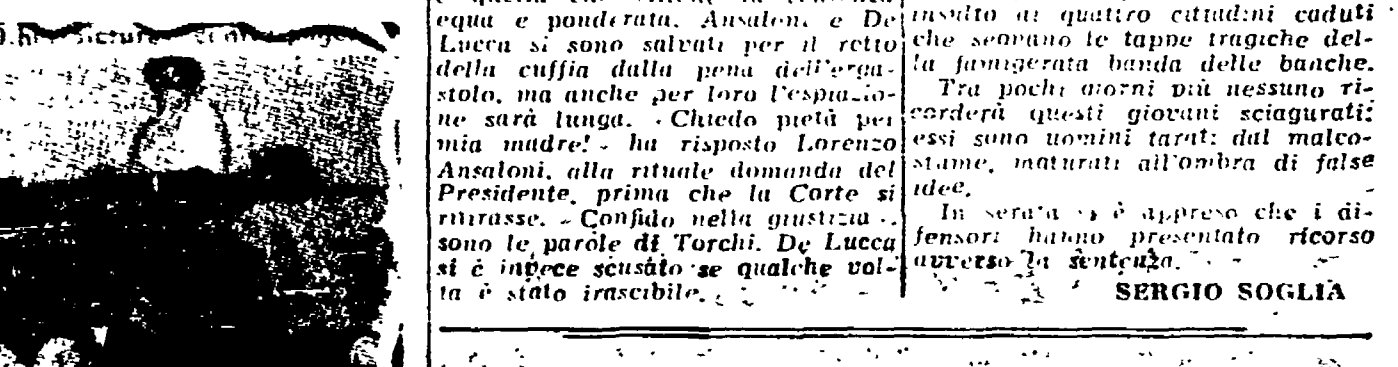 equa e ponderata. Ansaloni e De
Lucca si sono salvati per il rotto
della cuffia dalla pena dell'erga-
stolo, ma anche per loro l'espiazio-
ne sarà lunga. «Chiedo pietà per
mia madre!» ha risposto Lorenzo
Ansaloni, alla rituale domanda del
Presidente, prima che la Corte si
ritirasse. «Confido nella giustizia»,
sono le parole di Torchi. De Lucca
si è invece scusato se qualche vol-
ta è stato irascibile.
insulto ai quattro cittadini caduti
che segnano le tappe tragiche del-
la famigerata banda delle banche.
Tra pochi giorni più nessuno ri-
corderà questi giovani sciagurati:
essi sono uomini tarati dal malco-
stume, maturati all'ombra di false
idee.
In serata si è appreso che i di-
fensori hanno presentato ricorso
avverso la sentenza.
SERGIO SOGLIA